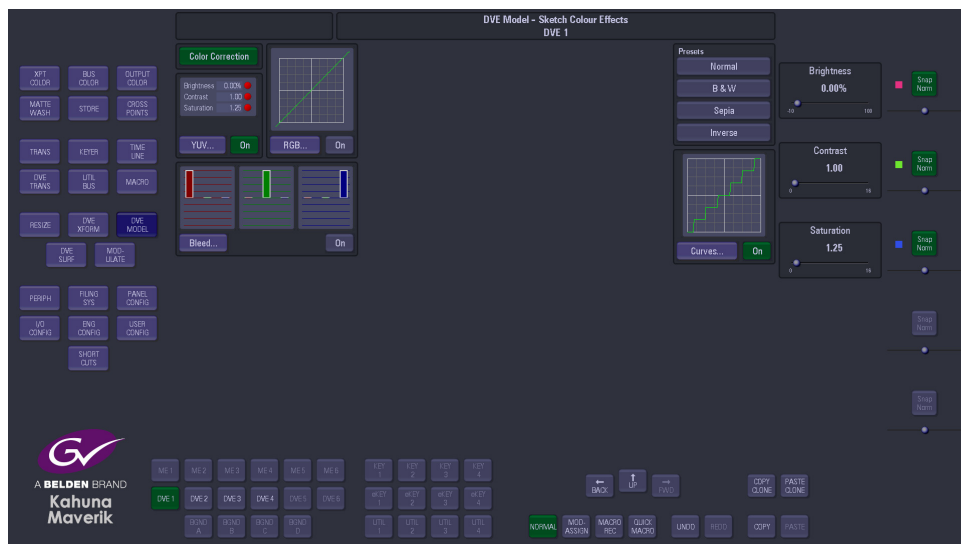 DVE Model - Sketch Colour Effects
DVE 1
XPT COLOR
BUS COLOR
OUTPUT COLOR
MATTE WASH
STORE
CROSS POINTS
TRANS
KEYER
TIME LINE
DVE TRANS
UTIL BUS
MACRO
RESIZE
DVE XFORM
DVE MODEL
DVE SURF
MOD- ULATE
PERIPH
FILING SYS
PANEL CONFIG
I/O CONFIG
ENG CONFIG
USER CONFIG
SHORT CUTS
Color Correction
Brightness 0.00%
Contrast 1.00
Saturation 1.25
YUV...
On
RGB...
On
Bleed...
On
Presets
Normal
B & W
Sepia
Inverse
Curves...
On
Brightness
0.00%
-10 100
Snap Norm
Contrast
1.00
0 16
Snap Norm
Saturation
1.25
0 16
Snap Norm
Snap Norm
Snap Norm
GV
A BELDEN BRAND
Kahuna
Maverik
ME 1 ME 2 ME 3 ME 4 ME 5 ME 6
DVE 1 DVE 2 DVE 3 DVE 4 DVE 5 DVE 6
BGND A BGND B BGND C BGND D
KEY 1 KEY 2 KEY 3 KEY 4
eKEY 1 eKEY 2 eKEY 3 eKEY 4
UTIL 1 UTIL 2 UTIL 3 UTIL 4
BACK
UP
FWD
COPY CLONE
PASTE CLONE
NORMAL
MOD- ASSIGN
MACRO REC
QUICK MACRO
UNDO
REDO
COPY
PASTE